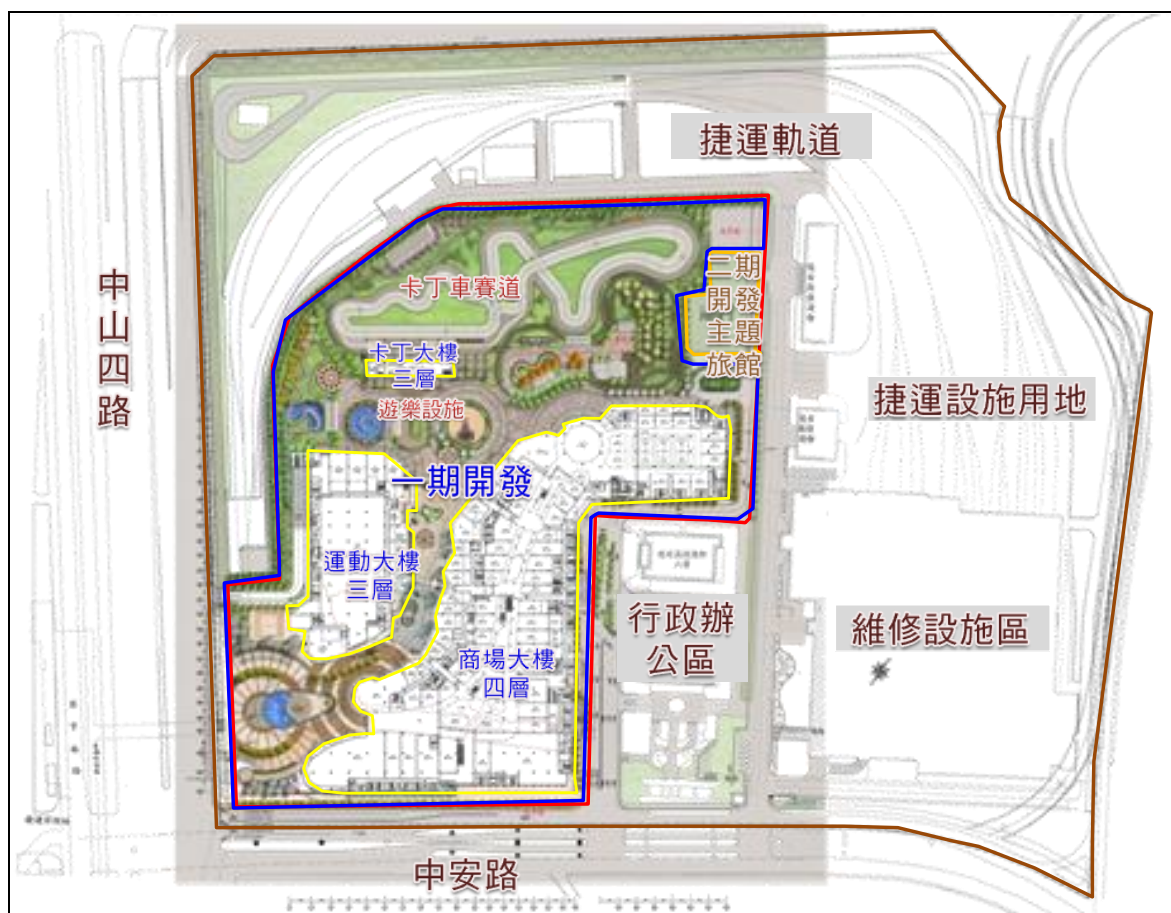 捷運軌道
中山四路
卡丁車賽道
二期
開發
主題
旅館
卡丁大樓
三層
遊樂設施
捷運設施用地
一期開發
運動大樓
三層
行政辦
公區
維修設施區
商場大樓
四層
中安路